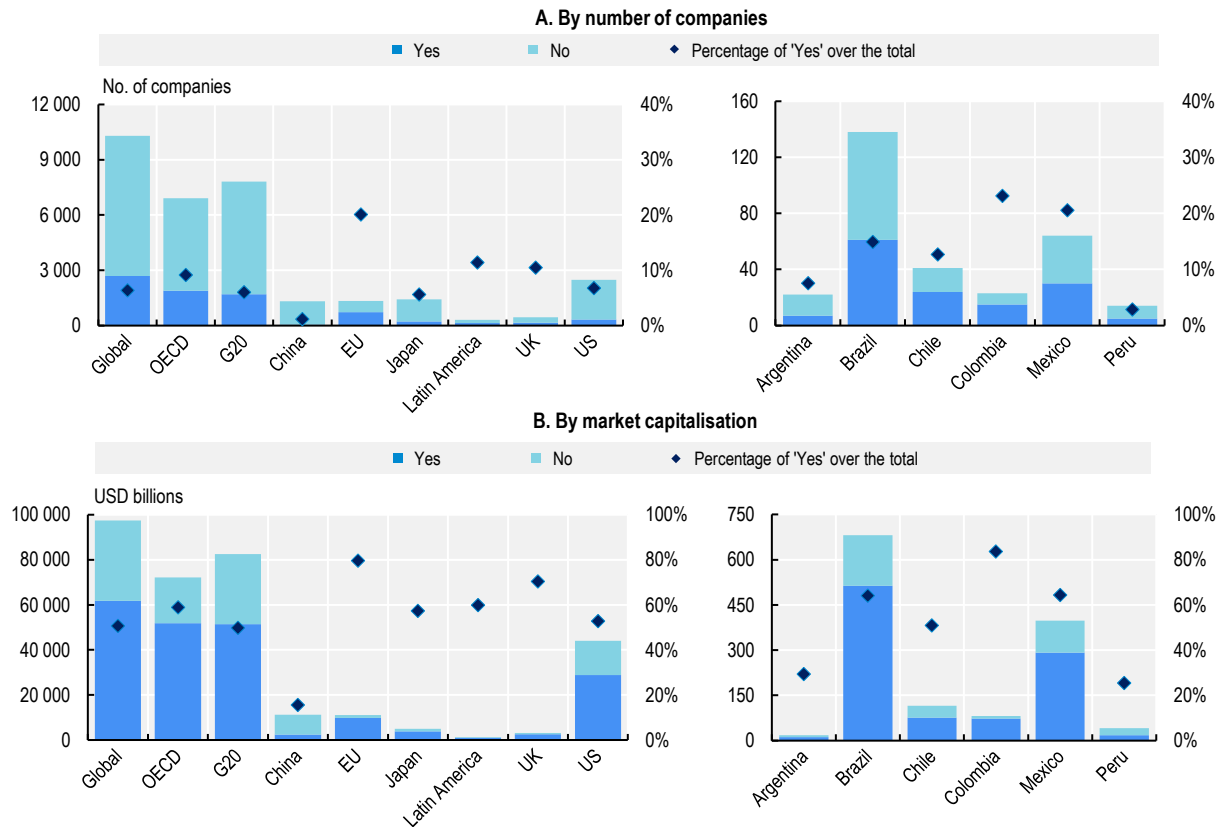 A. By number of companies
Yes No Percentage of 'Yes' over the total
No. of companies
12 000 40% 160 40%
9 000 30% 120 30%
6 000 20% 80 20%
3 000 10% 40 10%
0 0% 0 0%
Global OECD G20 China EU Japan Latin America UK US Argentina Brazil Chile Colombia Mexico Peru
B. By market capitalisation
Yes No Percentage of 'Yes' over the total
USD billions
100 000 100% 750 100%
80 000 80% 600 80%
60 000 60% 450 60%
40 000 40% 300 40%
20 000 20% 150 20%
0 0% 0 0%
Global OECD G20 China EU Japan Latin America UK US Argentina Brazil Chile Colombia Mexico Peru